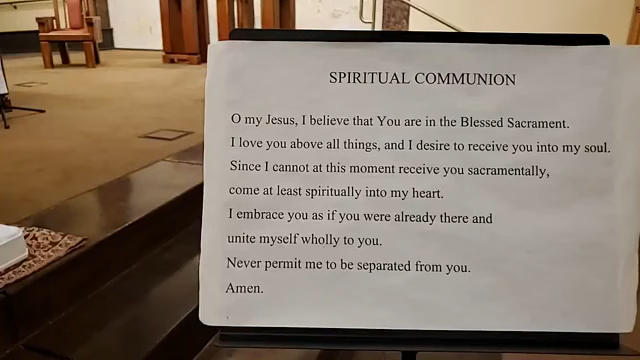 SPIRITUAL COMMUNION
O my Jesus, I believe that You are in the Blessed Sacrament.
I love you above all things, and I desire to receive you into my soul.
Since I cannot at this moment receive you sacramentally,
come at least spiritually into my heart.
I embrace you as if you were already there and
unite myself wholly to you.
Never permit me to be separated from you.
Amen.